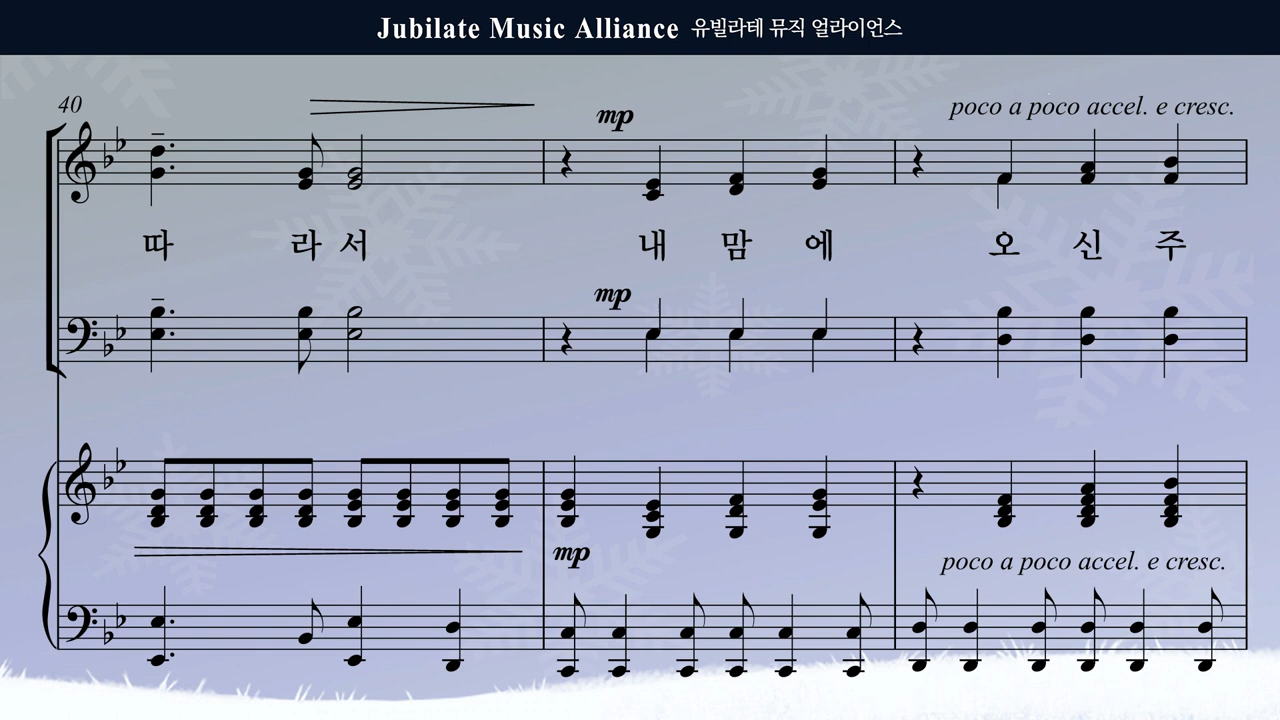 Jubilate Music Alliance 유빌라테 뮤직 얼라이언스
40
mp
poco a poco accel. e cresc.
따 라 서 내 맘 에 오 신 주
mp
mp
poco a poco accel. e cresc.